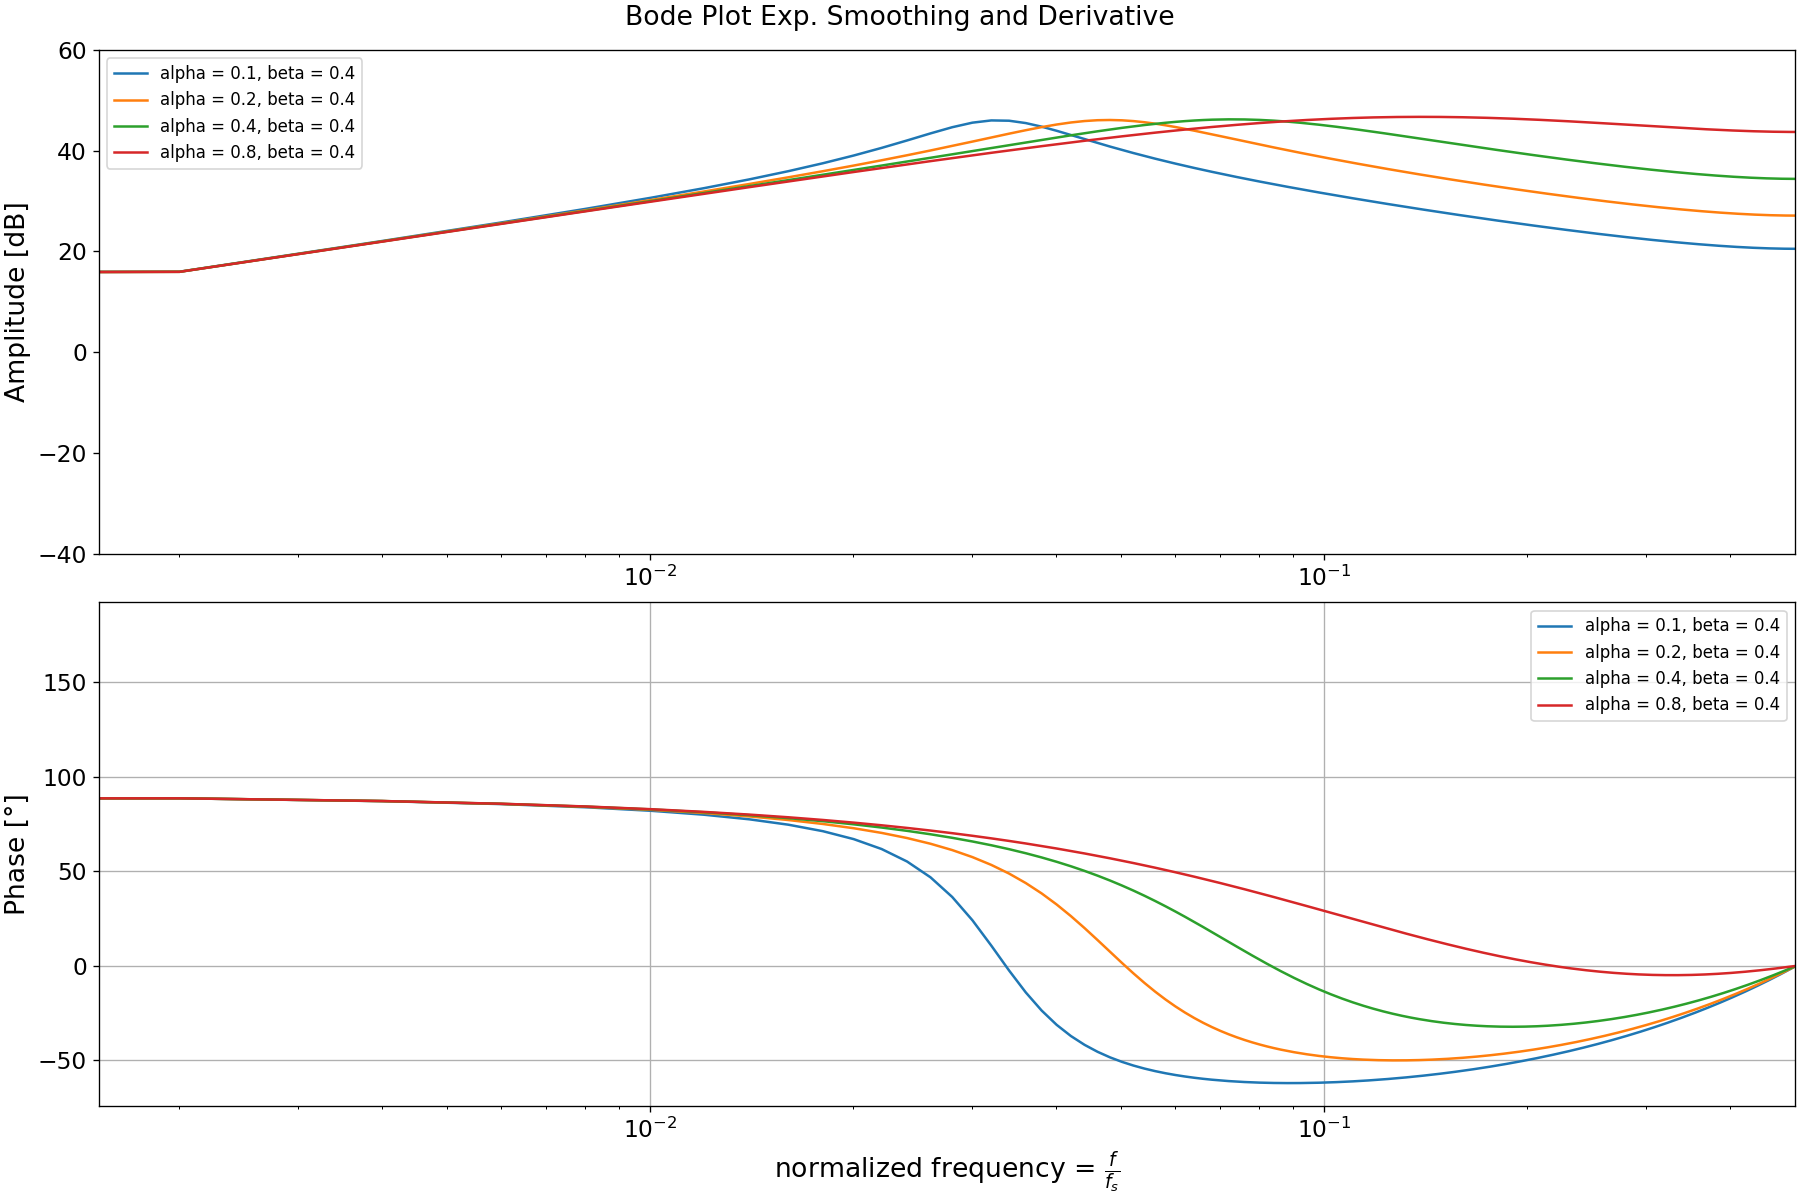 Bode Plot Exp. Smoothing and Derivative
Amplitude [dB]
60
40
20
0
−20
−40
alpha = 0.1, beta = 0.4
alpha = 0.2, beta = 0.4
alpha = 0.4, beta = 0.4
alpha = 0.8, beta = 0.4
10⁻²
10⁻¹
Phase [°]
150
100
50
0
−50
alpha = 0.1, beta = 0.4
alpha = 0.2, beta = 0.4
alpha = 0.4, beta = 0.4
alpha = 0.8, beta = 0.4
10⁻²
10⁻¹
normalized frequency = f/fₛ